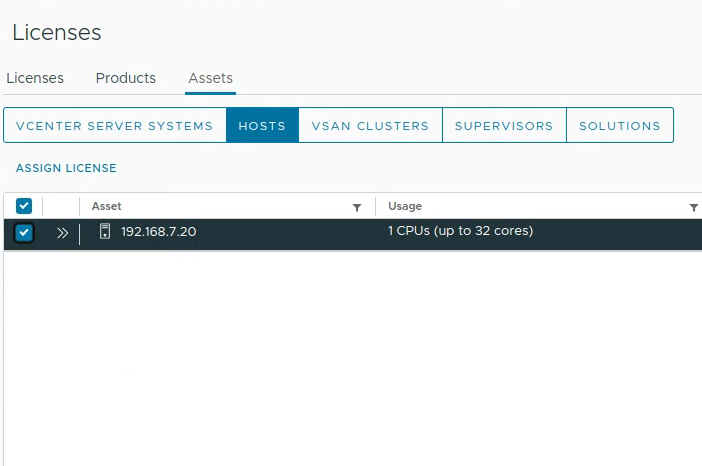 Licenses
Licenses Products Assets
VCENTER SERVER SYSTEMS HOSTS VSAN CLUSTERS SUPERVISORS SOLUTIONS
ASSIGN LICENSE
Asset Usage
192.168.7.20 1 CPUs (up to 32 cores)